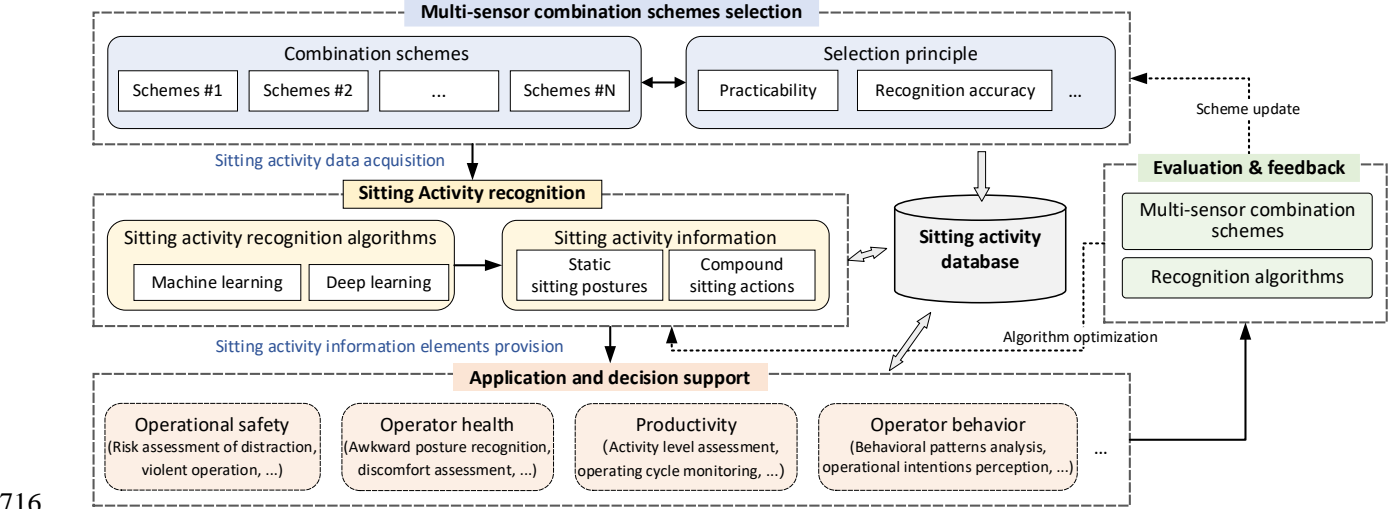 Multi-sensor combination schemes selection
Combination schemes
Schemes #1
Schemes #2
...
Schemes #N
Selection principle
Practicability
Recognition accuracy
...
Scheme update
Sitting activity data acquisition
Sitting Activity recognition
Sitting activity recognition algorithms
Machine learning
Deep learning
Sitting activity information
Static
sitting postures
Compound
sitting actions
Sitting activity
database
Evaluation & feedback
Multi-sensor combination
schemes
Recognition algorithms
Algorithm optimization
Sitting activity information elements provision
Application and decision support
Operational safety
(Risk assessment of distraction,
violent operation, ...)
Operator health
(Awkward posture recognition,
discomfort assessment, ...)
Productivity
(Activity level assessment,
operating cycle monitoring, ...)
Operator behavior
(Behavioral patterns analysis,
operational intentions perception, ...)
...
716